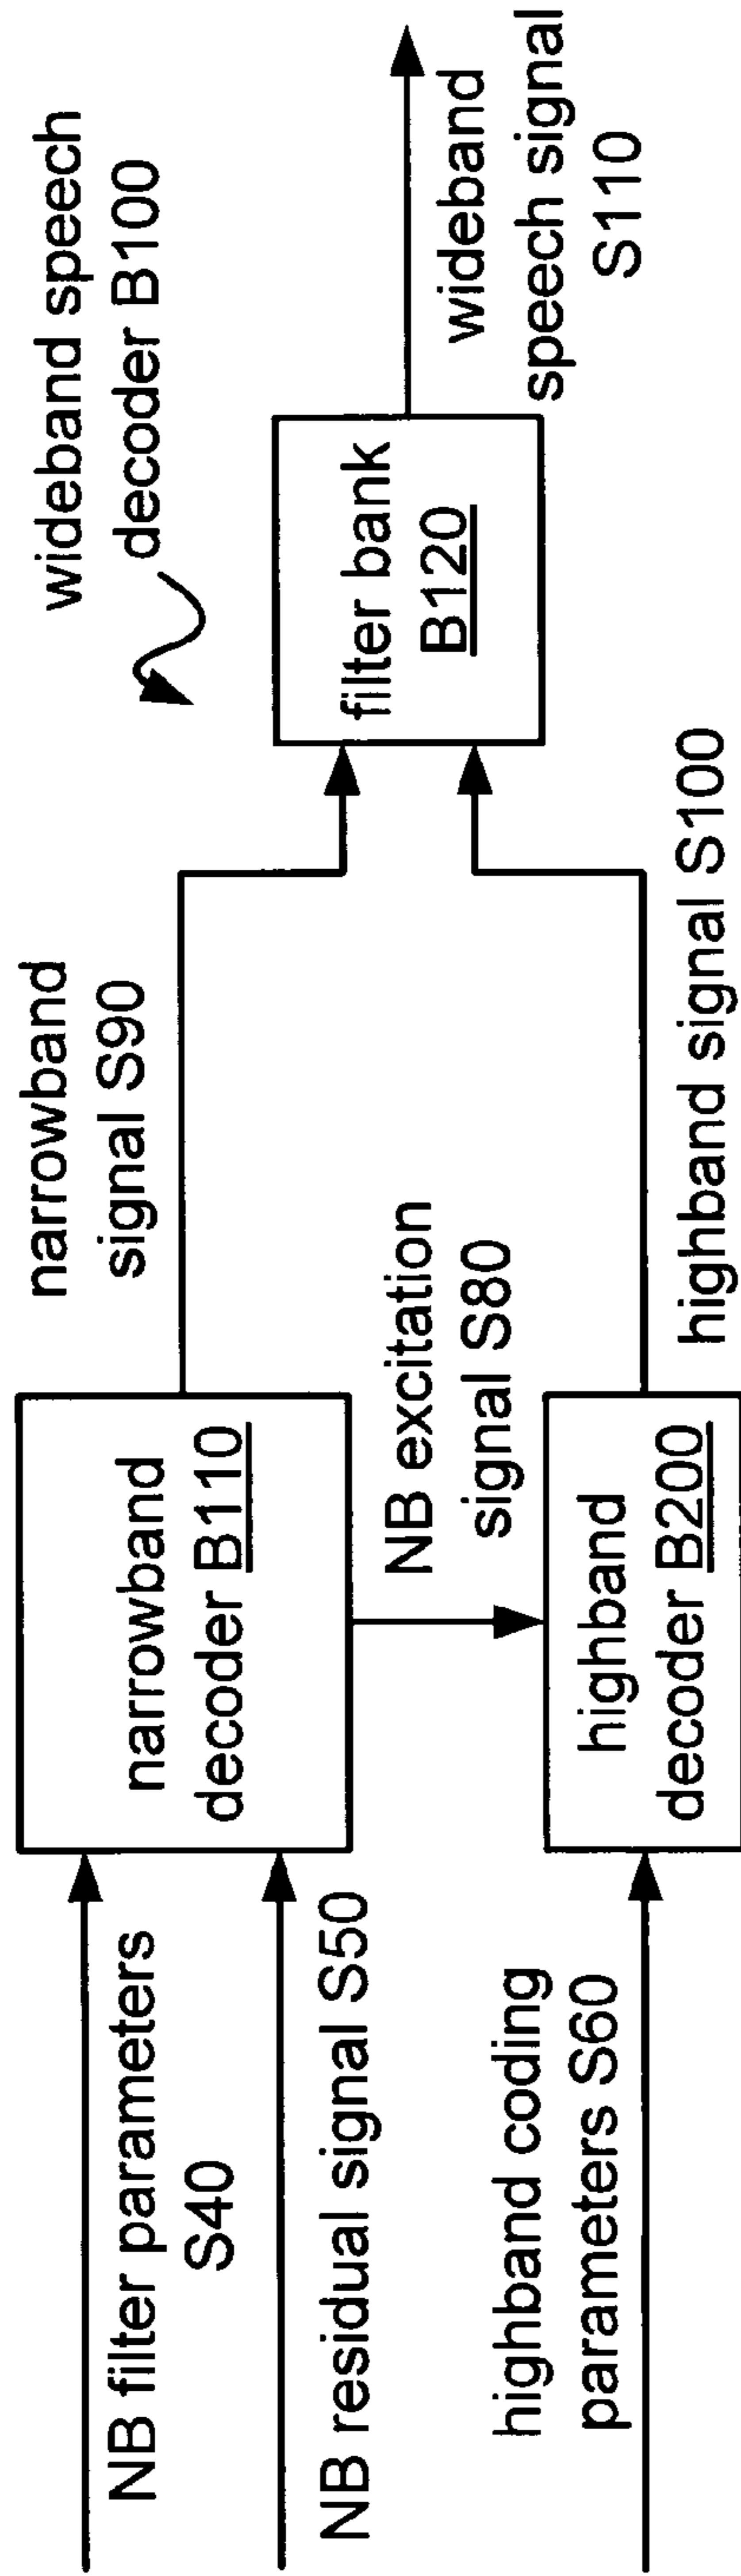 wideband speech
decoder B100
NB filter parameters
S40
NB residual signal S50
narrowband
decoder B110
narrowband
signal S90
NB excitation
signal S80
highband coding
parameters S60
highband
decoder B200
highband signal S100
filter bank
B120
wideband
speech signal
S110